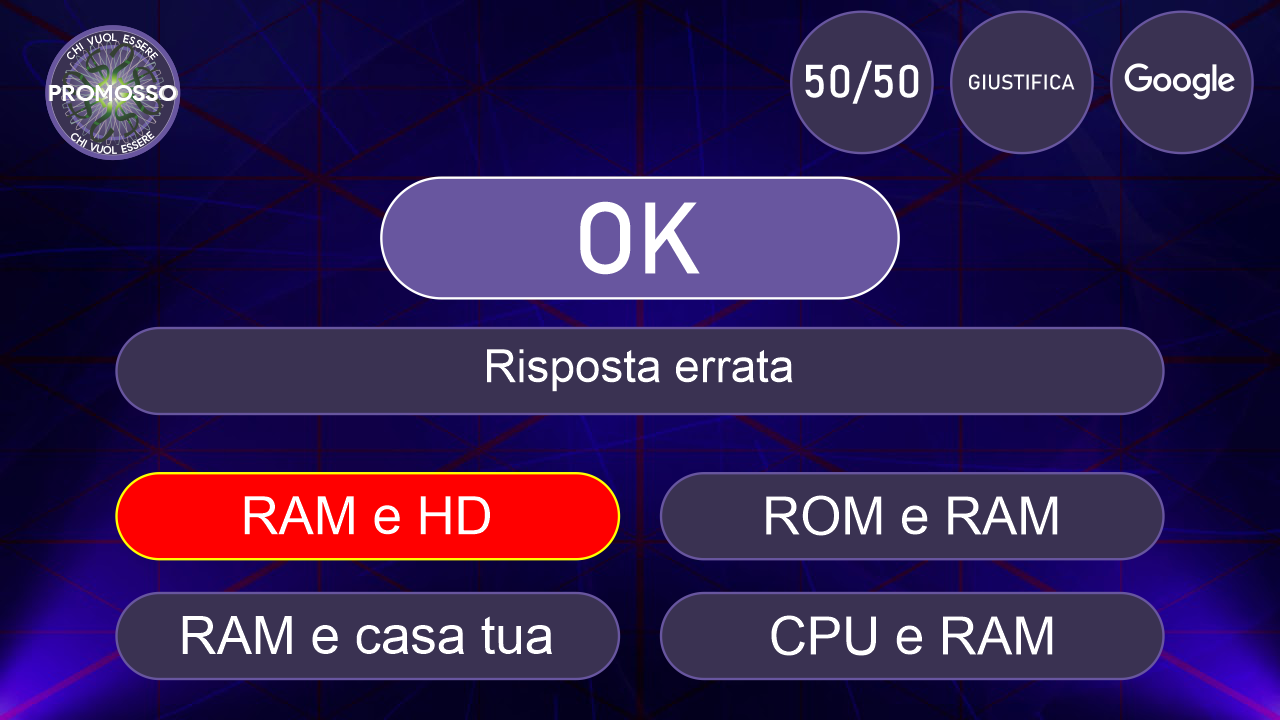 CHI VUOL ESSERE
PROMOSSO
CHI VUOL ESSERE
50/50
GIUSTIFICA
Google
OK
Risposta errata
RAM e HD
ROM e RAM
RAM e casa tua
CPU e RAM